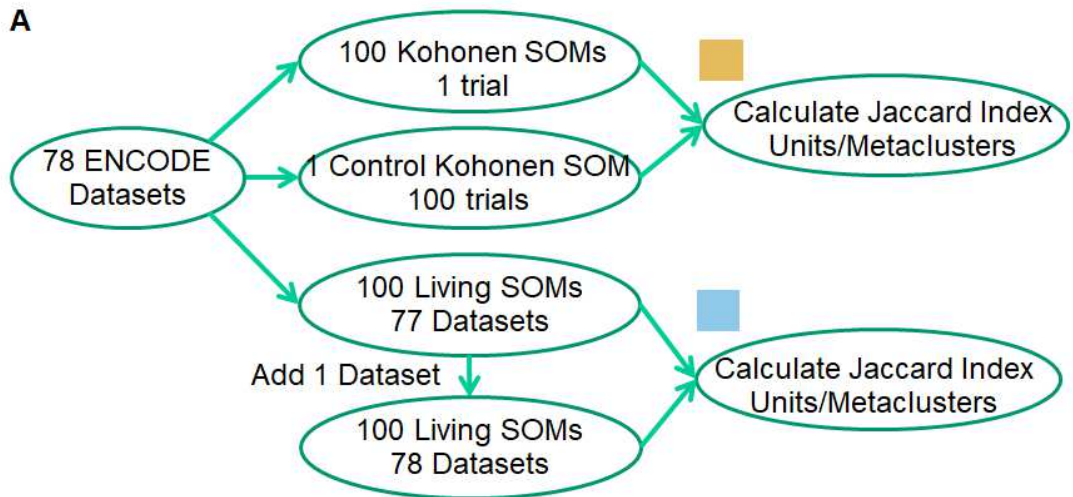 A
100 Kohonen SOMs
1 trial
78 ENCODE
Datasets
1 Control Kohonen SOM
100 trials
Calculate Jaccard Index
Units/Metaclusters
100 Living SOMs
77 Datasets
Add 1 Dataset
100 Living SOMs
78 Datasets
Calculate Jaccard Index
Units/Metaclusters